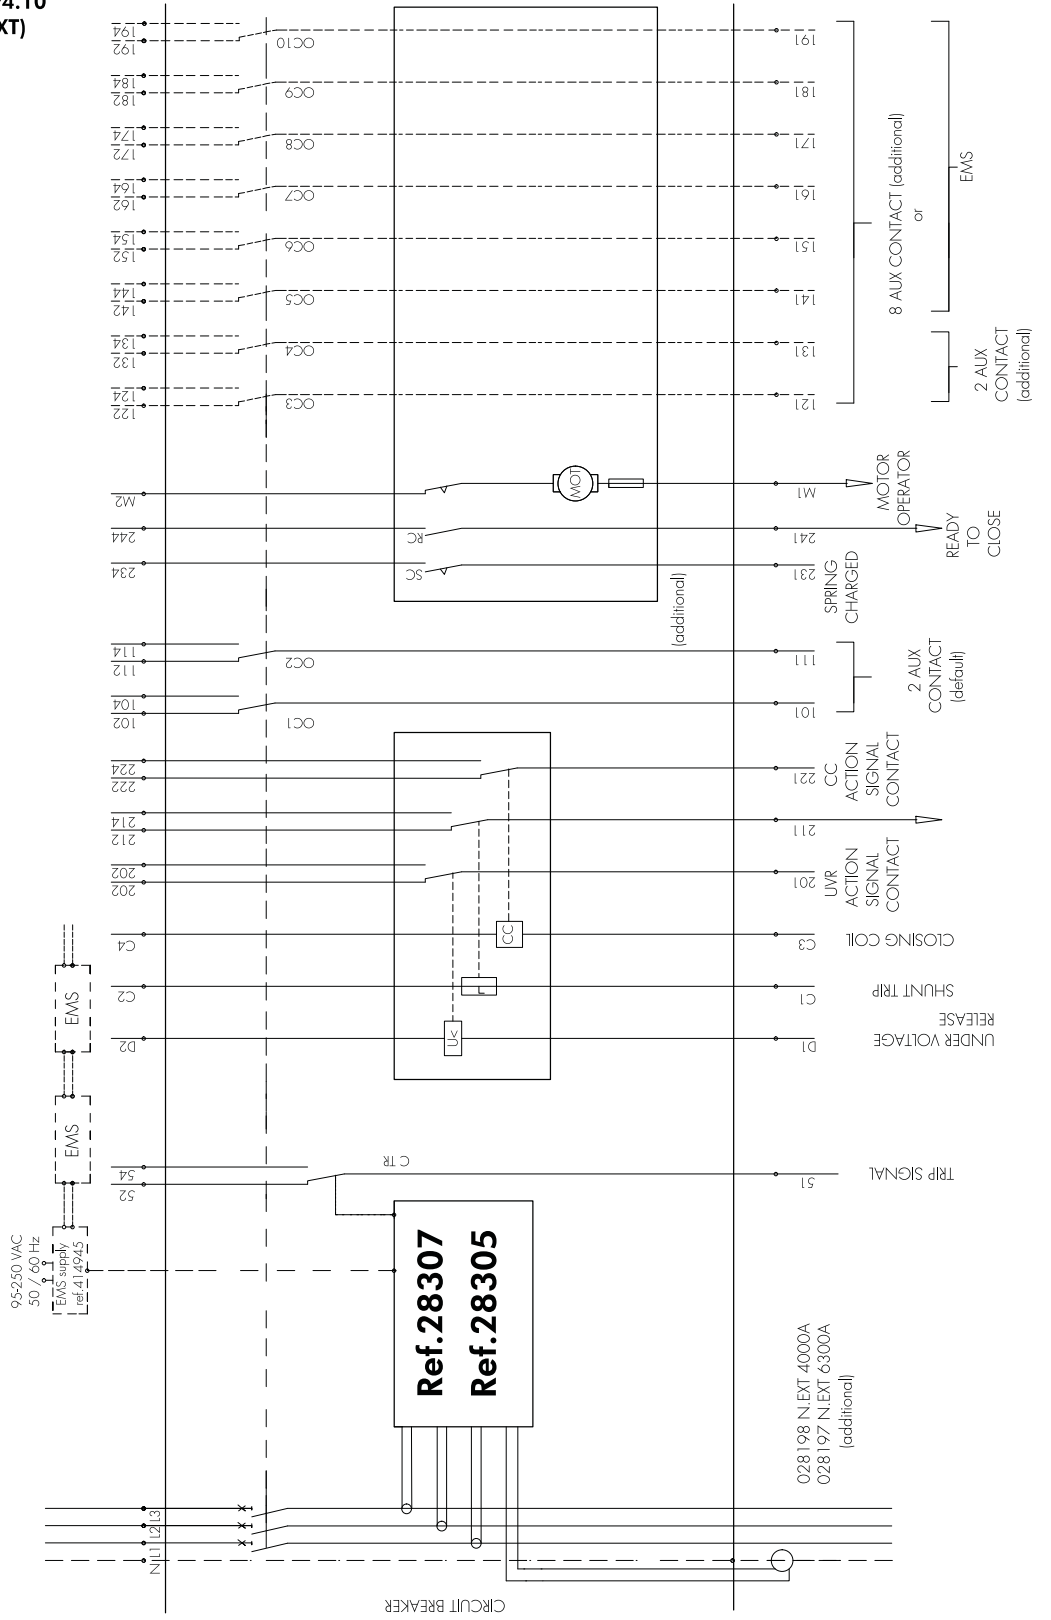 4.10
XT)
194
192
OC10
191
184
182
OC9
181
174
172
OC8
171
164
162
OC7
161
154
152
OC6
151
144
142
OC5
141
134
132
OC4
131
124
122
OC3
121
8 AUX CONTACT (additional)
or
EMS
2 AUX
CONTACT
(additional)
M2
MOT
M1
MOTOR
OPERATOR
244
RC
241
READY
TO
CLOSE
234
SC
231
SPRING
CHARGED
(additional)
114
112
OC2
111
104
102
OC1
101
2 AUX
CONTACT
(default)
224
222
221
CC
ACTION
SIGNAL
CONTACT
214
212
211
202
202
201
UVR
ACTION
SIGNAL
CONTACT
C4
CC
C3
CLOSING COIL
C2
L
C1
SHUNT TRIP
D2
U<
D1
UNDER VOLTAGE
RELEASE
EMS
EMS
54
52
CTR
51
TRIP SIGNAL
95-250 VAC
50 / 60 Hz
EMS supply
ref.414945
Ref.28307
Ref.28305
028198 N.EXT 4000A
028197 N.EXT 6300A
(additional)
N L1 L2 L3
CIRCUIT BREAKER